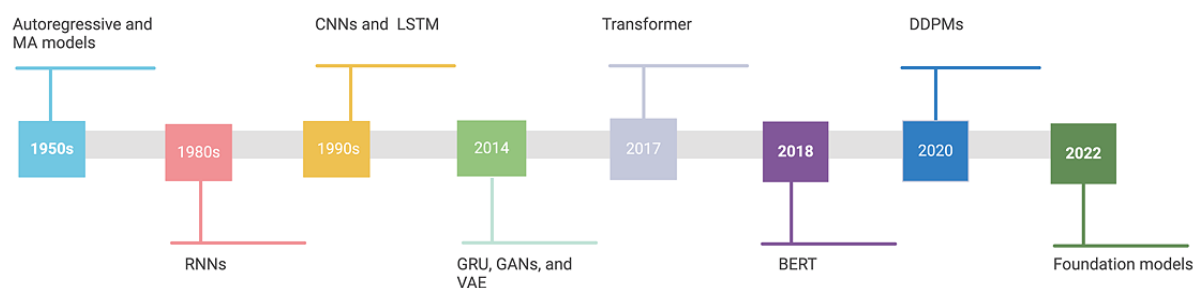 Autoregressive and
MA models
CNNs and LSTM
Transformer
DDPMs
1950s
1980s
1990s
2014
2017
2018
2020
2022
RNNs
GRU, GANs, and
VAE
BERT
Foundation models